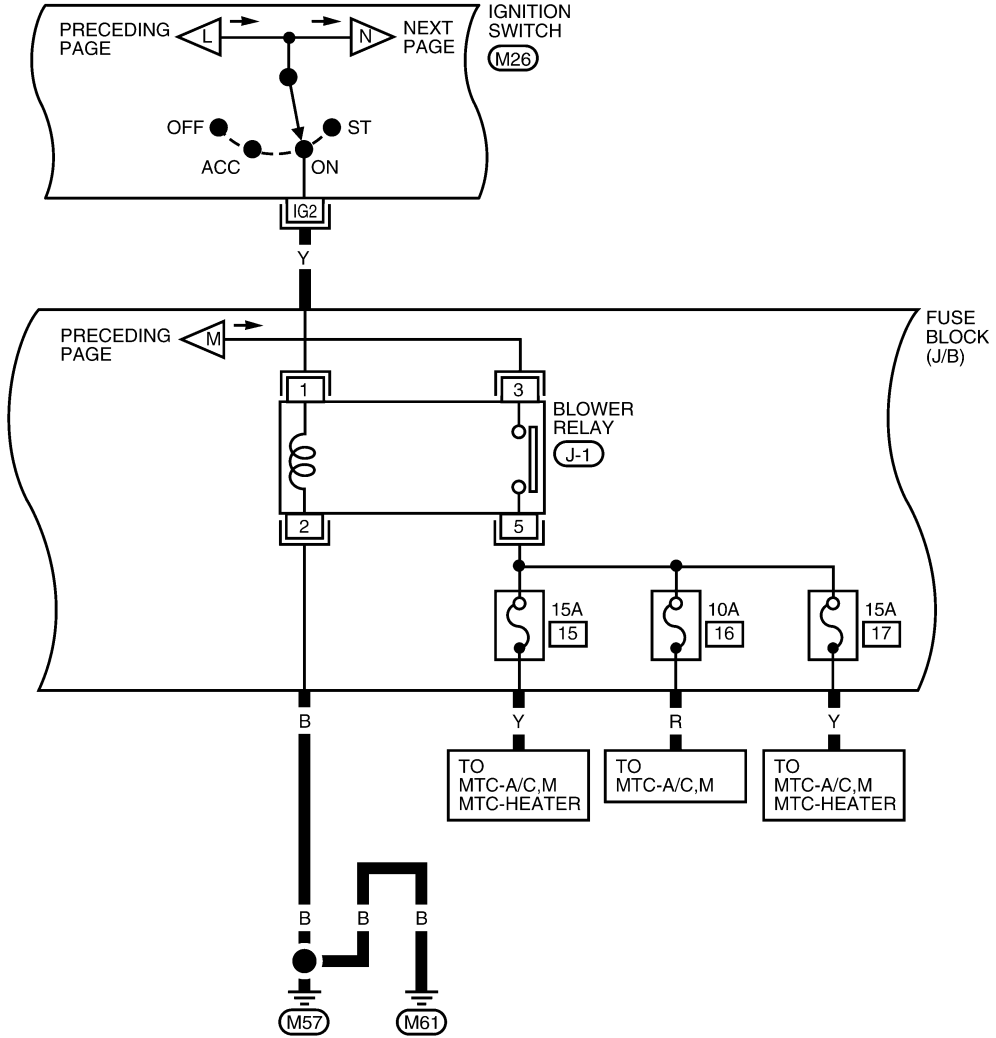 PRECEDING
PAGE
L
N
NEXT
PAGE
IGNITION
SWITCH
M26
OFF
ST
ACC
ON
IG2
Y
PRECEDING
PAGE
M
FUSE
BLOCK
(J/B)
1
3
BLOWER
RELAY
J-1
2
5
15A
15
10A
16
15A
17
B
Y
R
Y
TO
MTC-A/C,M
MTC-HEATER
TO
MTC-A/C,M
TO
MTC-A/C,M
MTC-HEATER
B
B
B
M57
M61